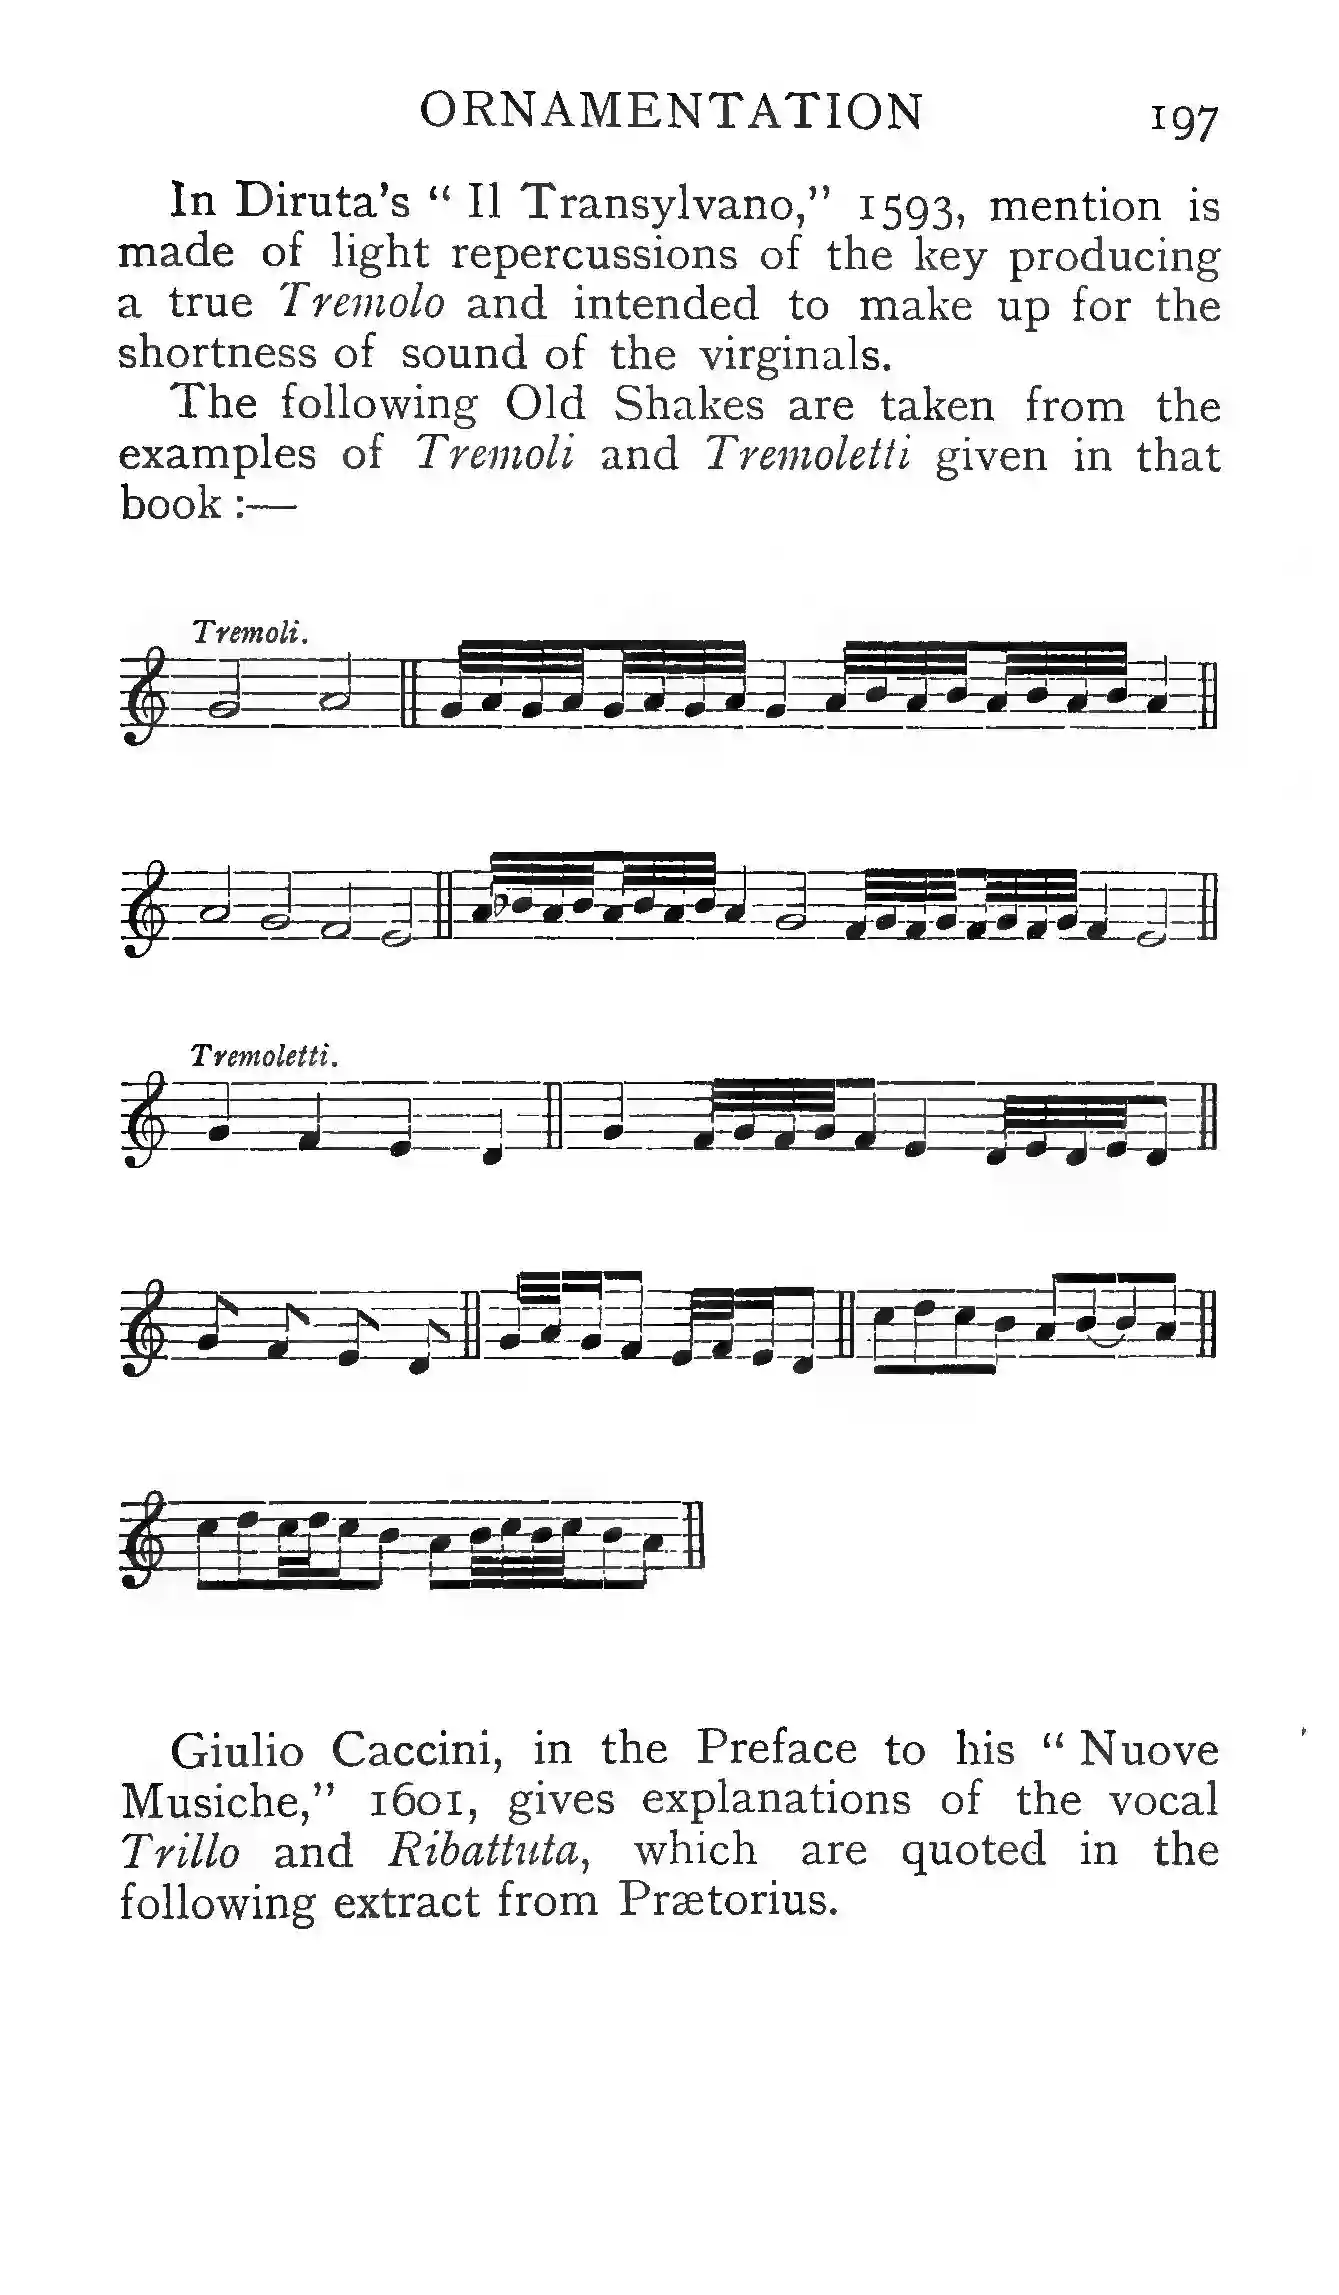 ORNAMENTATION 197
In Diruta's “ Il Transylvano,” 1593, mention is
made of light repercussions of the key producing
a true Tremolo and intended to make up for the
shortness of sound of the virginals.
The following Old Shakes are taken from the
examples of Tremoli and Tremoletti given in that
book :—
Tremoli.
Tremoletti.
Giulio Caccini, in the Preface to his “ Nuove
Musiche,” 1601, gives explanations of the vocal
Trillo and Ribattuta, which are quoted in the
following extract from Prætorius.